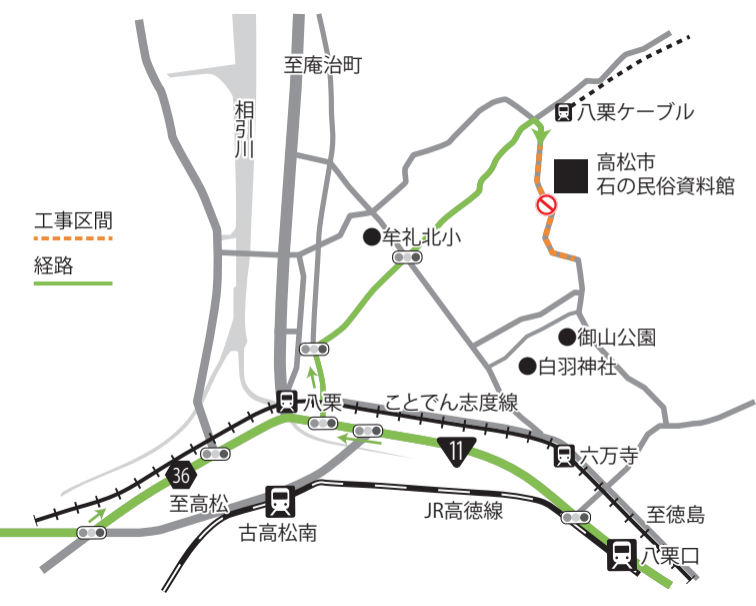 至庵治町
相引川
八栗ケーブル
高松市
石の民俗資料館
工事区間
経路
牟礼北小
御山公園
白羽神社
八栗
ことでん志度線
11
六万寺
36
至高松
古高松南
JR高徳線
至徳島
八栗口